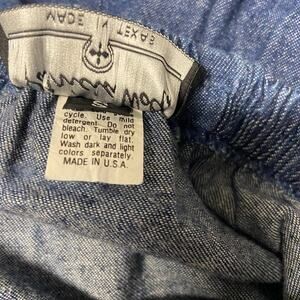 MADE IN TEXAS
S
cycle. Use mild
detergent. Do not
bleach. Tumble dry
low or lay flat.
Wash dark and light
colors separately.
MADE IN U.S.A.